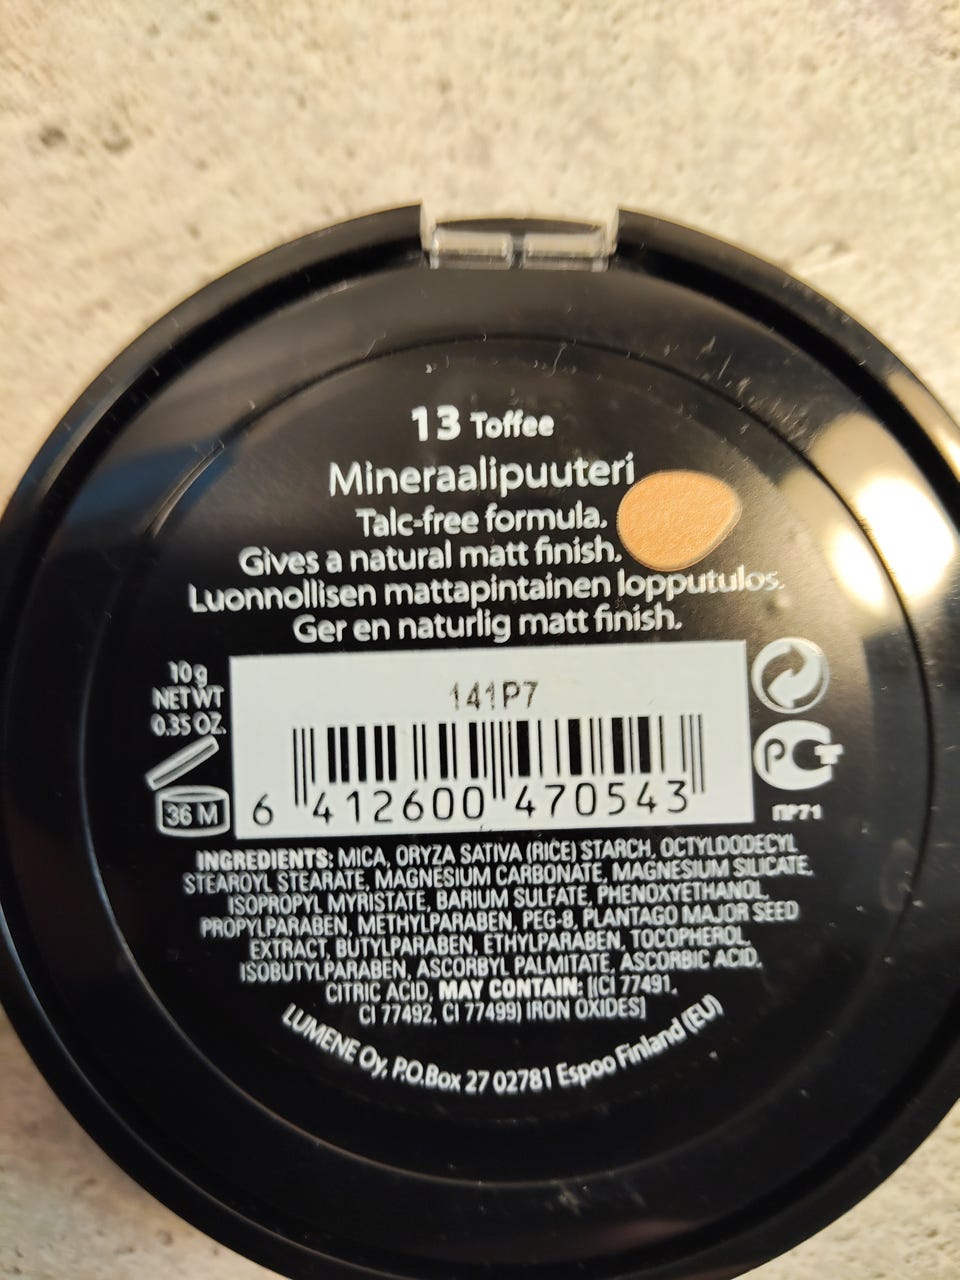 13 Toffee
Mineraalipuuteri
Talc-free formula.
Gives a natural matt finish.
Luonnollisen mattapintainen lopputulos.
Ger en naturlig matt finish.
10 g
NET WT
0.35 OZ.
36 M
141P7
6 412600 470543
РСТ
ПР71
INGREDIENTS: MICA, ORYZA SATIVA (RICE) STARCH, OCTYLDODECYL
STEAROYL STEARATE, MAGNESIUM CARBONATE, MAGNESIUM SILICATE,
ISOPROPYL MYRISTATE, BARIUM SULFATE, PHENOXYETHANOL,
PROPYLPARABEN, METHYLPARABEN, PEG-8, PLANTAGO MAJOR SEED
EXTRACT, BUTYLPARABEN, ETHYLPARABEN, TOCOPHEROL,
ISOBUTYLPARABEN, ASCORBYL PALMITATE, ASCORBIC ACID,
CITRIC ACID, MAY CONTAIN: [(CI 77491,
CI 77492, CI 77499) IRON OXIDES]
LUMENE Oy, P.O.Box 27 02781 Espoo Finland (EU)